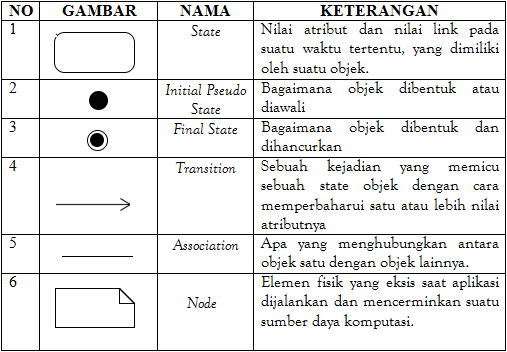 NO GAMBAR NAMA KETERANGAN
1 State Nilai atribut dan nilai link pada
suatu waktu tertentu, yang dimiliki
oleh suatu objek.
2 Initial Pseudo Bagaimana objek dibentuk atau
State diawali
3 Final State Bagaimana objek dibentuk dan
dihancurkan
4 Transition Sebuah kejadian yang memicu
sebuah state objek dengan cara
memperbaharui satu atau lebih nilai
atributnya
5 Association Apa yang menghubungkan antara
objek satu dengan objek lainnya.
6 Node Elemen fisik yang eksis saat aplikasi
dijalankan dan mencerminkan suatu
sumber daya komputasi.